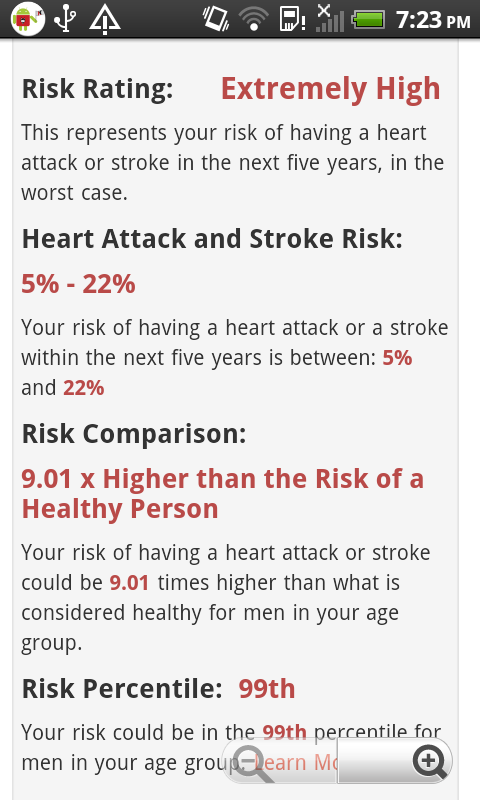 7:23 PM
Risk Rating: Extremely High
This represents your risk of having a heart
attack or stroke in the next five years, in the
worst case.
Heart Attack and Stroke Risk:
5% - 22%
Your risk of having a heart attack or a stroke
within the next five years is between: 5%
and 22%
Risk Comparison:
9.01 x Higher than the Risk of a
Healthy Person
Your risk of having a heart attack or stroke
could be 9.01 times higher than what is
considered healthy for men in your age
group.
Risk Percentile: 99th
Your risk could be in the 99th percentile for
men in your age group. Learn